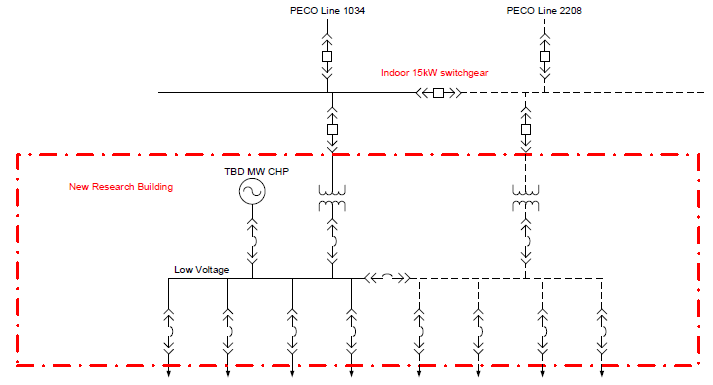 PECO Line 1034
PECO Line 2208
Indoor 15kW switchgear
TBD MW CHP
New Research Building
Low Voltage